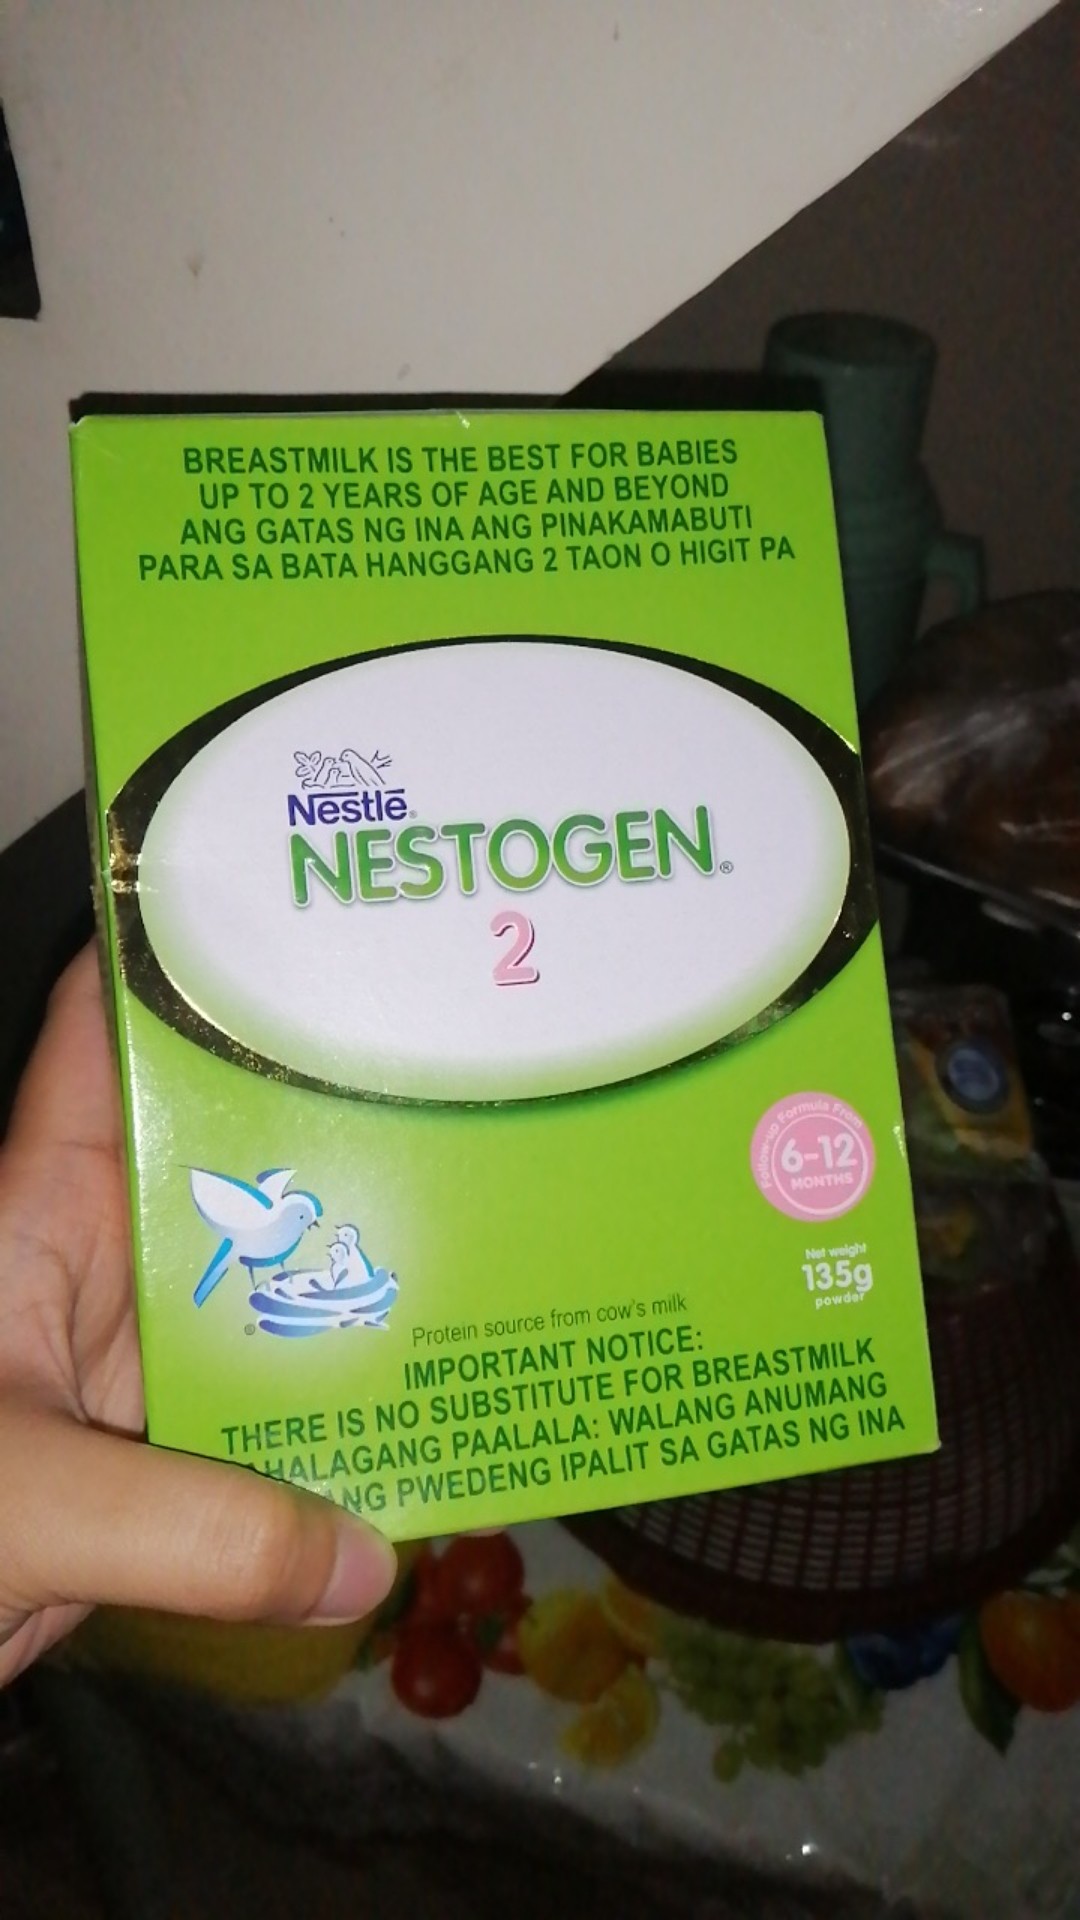 BREASTMILK IS THE BEST FOR BABIES
UP TO 2 YEARS OF AGE AND BEYOND
ANG GATAS NG INA ANG PINAKAMABUTI
PARA SA BATA HANGGANG 2 TAON O HIGIT PA
Nestlé®
NESTOGEN®
2
Follow-up Formula From
6-12
MONTHS
Net weight
135g
powder
®
Protein source from cow's milk
IMPORTANT NOTICE:
THERE IS NO SUBSTITUTE FOR BREASTMILK
AHALAGANG PAALALA: WALANG ANUMANG
ANG PWEDENG IPALIT SA GATAS NG INA